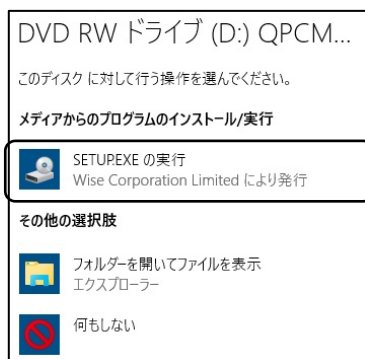 DVD RW ドライブ (D:) QPCM...
このディスク に対して行う操作を選んでください。
メディアからのプログラムのインストール/実行
SETUP.EXE の実行
Wise Corporation Limited により発行
その他の選択肢
フォルダーを開いてファイルを表示
エクスプローラー
何もしない